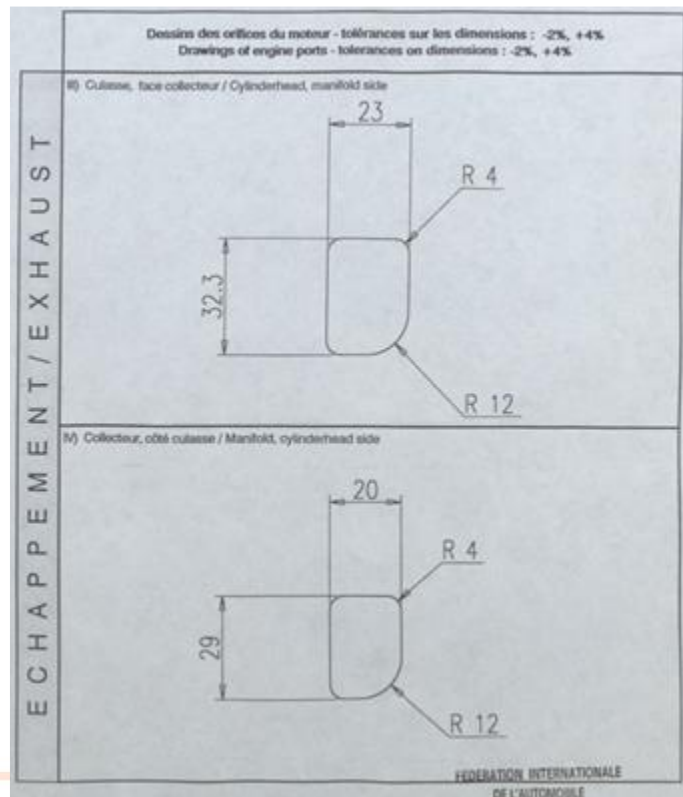 Dessins des orifices du moteur - tolérances sur les dimensions : -2%, +4%
Drawings of engine ports - tolerances on dimensions : -2%, +4%
ECHAPPEMENT/EXHAUST
III) Culasse, face collecteur / Cylinderhead, manifold side
23
R 4
32.3
R 12
IV) Collecteur, côté culasse / Manifold, cylinderhead side
20
R 4
29
R 12
FEDERATION INTERNATIONALE
DE L'AUTOMOBILE